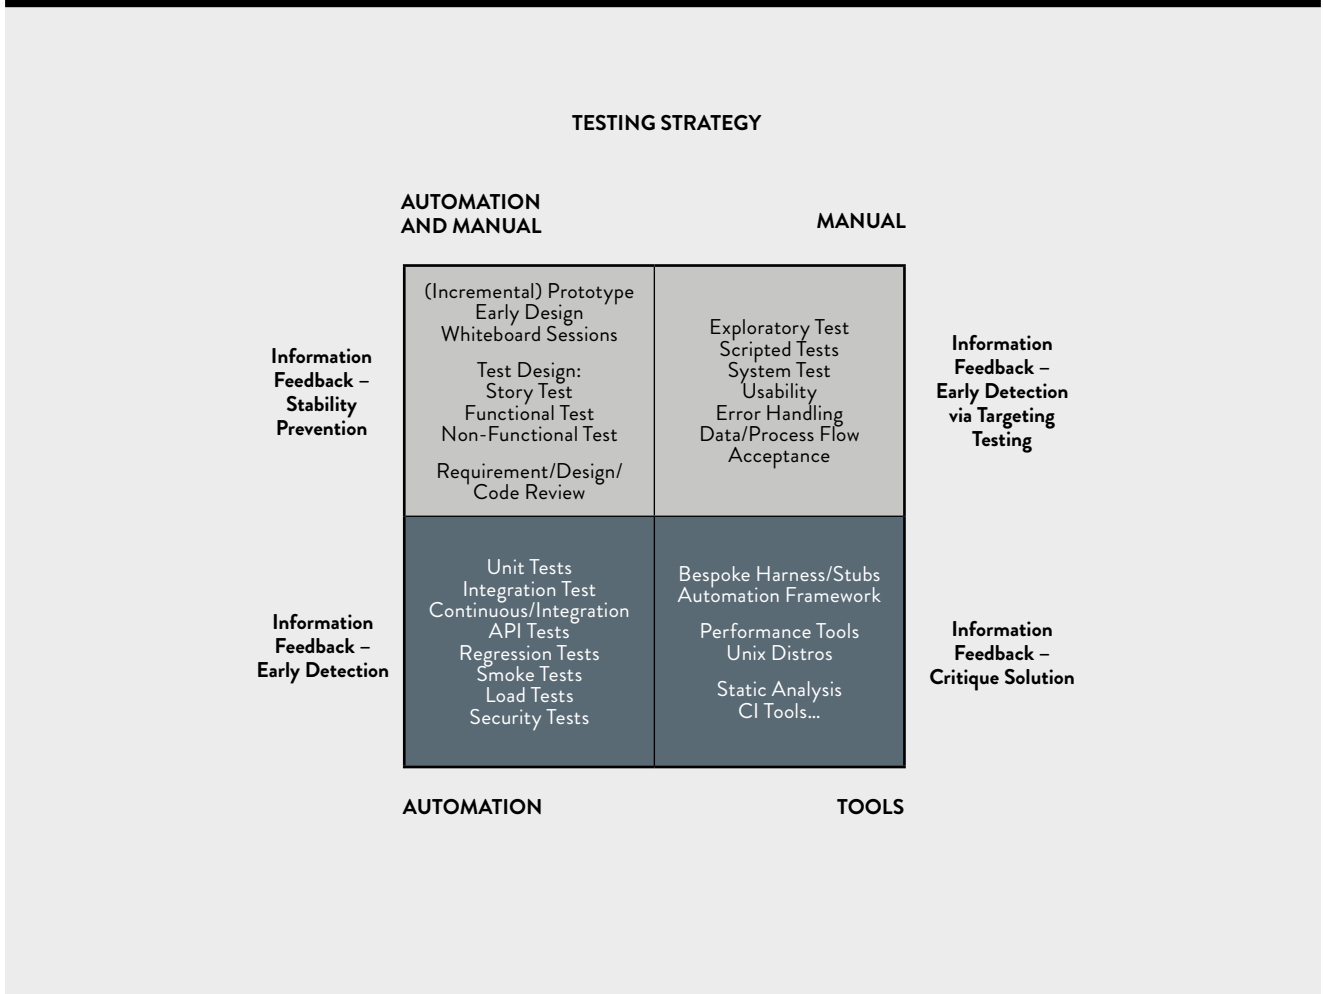 TESTING STRATEGY
AUTOMATION
AND MANUAL
MANUAL
Information
Feedback –
Stability
Prevention
(Incremental) Prototype
Early Design
Whiteboard Sessions
Test Design:
Story Test
Functional Test
Non-Functional Test
Requirement/Design/
Code Review
Exploratory Test
Scripted Tests
System Test
Usability
Error Handling
Data/Process Flow
Acceptance
Information
Feedback –
Early Detection
via Targeting
Testing
Information
Feedback –
Early Detection
Unit Tests
Integration Test
Continuous/Integration
API Tests
Regression Tests
Smoke Tests
Load Tests
Security Tests
Bespoke Harness/Stubs
Automation Framework
Performance Tools
Unix Distros
Static Analysis
CI Tools...
Information
Feedback –
Critique Solution
AUTOMATION
TOOLS